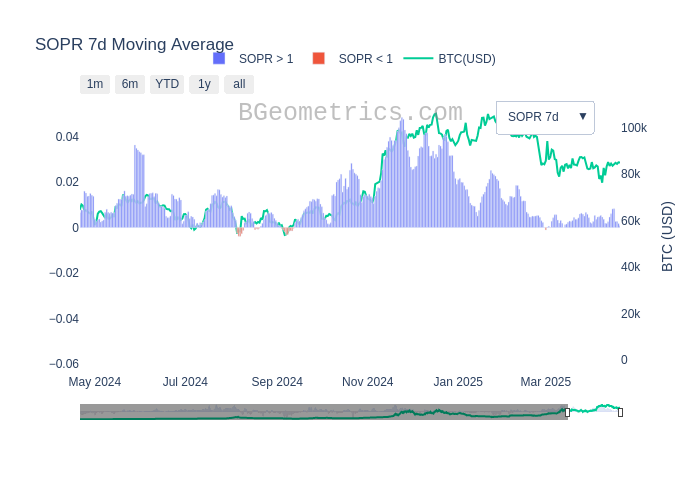 SOPR 7d Moving Average
SOPR > 1 SOPR < 1 BTC(USD)
1m 6m YTD 1y all
BGeometrics.com
SOPR 7d ▼
0.04
0.02
0
−0.02
−0.04
−0.06
100k
80k
60k
40k
20k
0
BTC (USD)
May 2024 Jul 2024 Sep 2024 Nov 2024 Jan 2025 Mar 2025